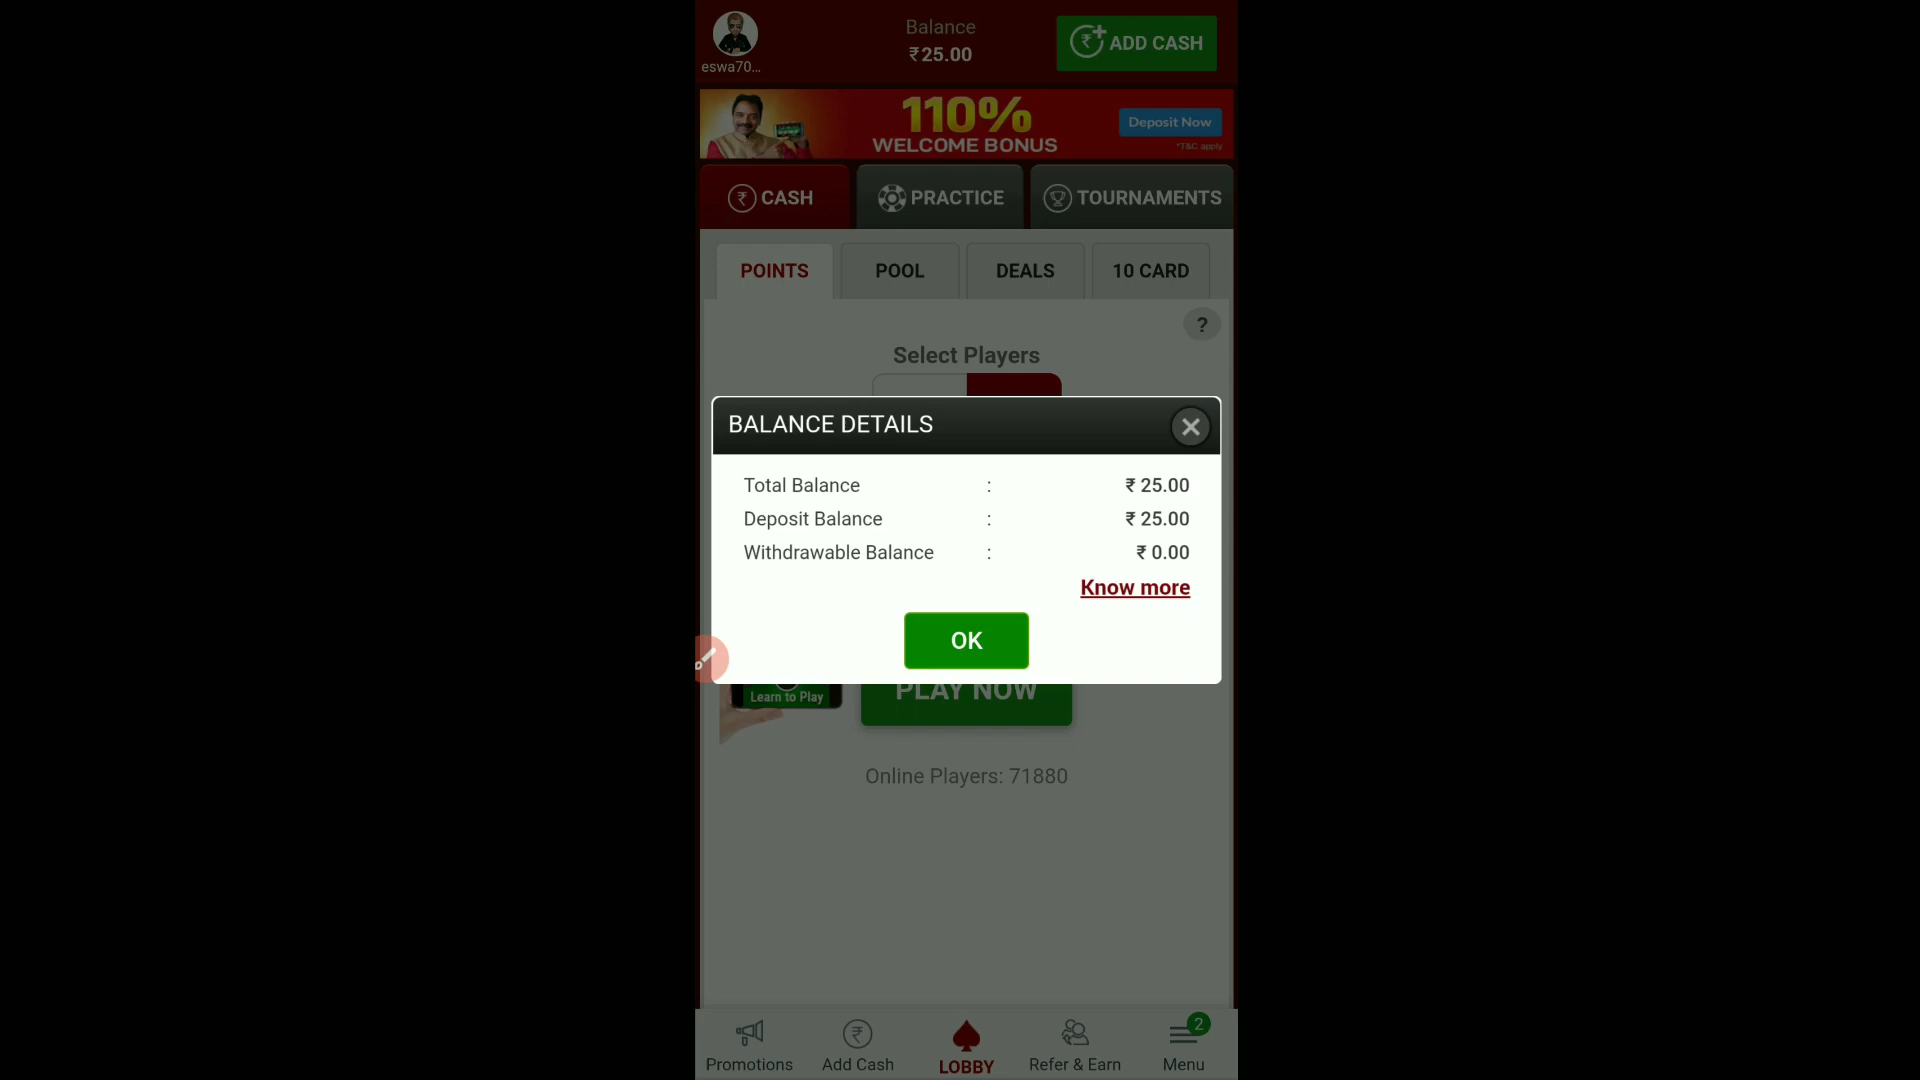 Balance
₹25.00
ADD CASH
eswa70...
110%
WELCOME BONUS
Deposit Now
*T&C apply
CASH
PRACTICE
TOURNAMENTS
POINTS
POOL
DEALS
10 CARD
?
Select Players
BALANCE DETAILS
Total Balance : ₹ 25.00
Deposit Balance : ₹ 25.00
Withdrawable Balance : ₹ 0.00
Know more
OK
Learn to Play
PLAY NOW
Online Players: 71880
2
Promotions
Add Cash
LOBBY
Refer & Earn
Menu